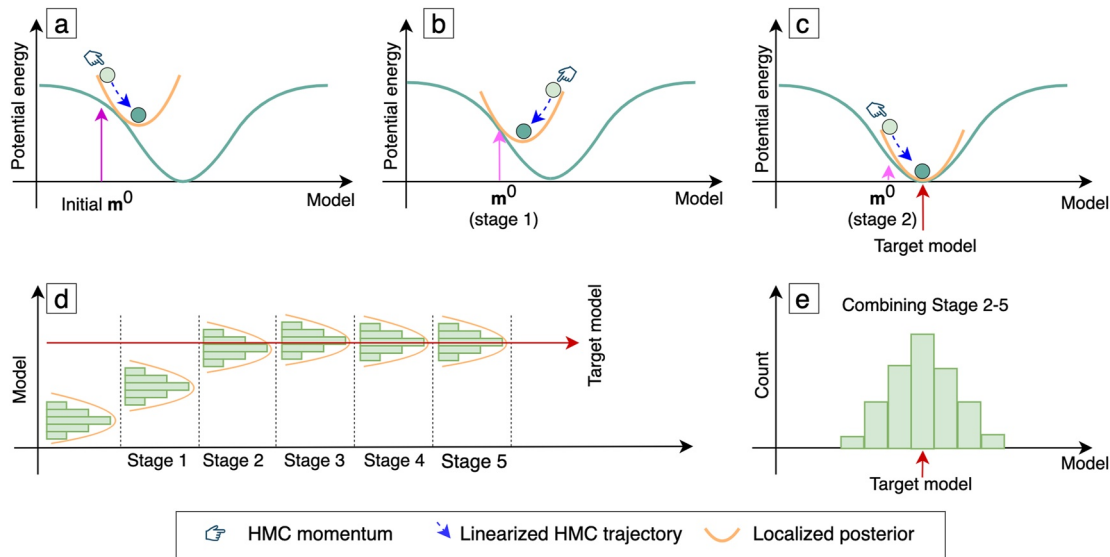 a
Potential energy
Initial m⁰
Model
b
Potential energy
m⁰
(stage 1)
Model
c
Potential energy
m⁰
(stage 2)
Target model
Model
d
Model
Stage 1
Stage 2
Stage 3
Stage 4
Stage 5
Target model
e
Combining Stage 2-5
Count
Target model
Model
HMC momentum
Linearized HMC trajectory
Localized posterior